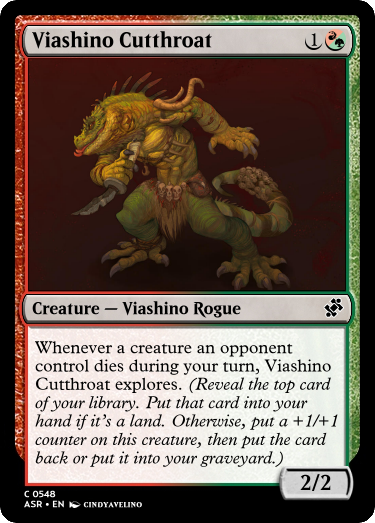 Viashino Cutthroat 1
Creature — Viashino Rogue
Whenever a creature an opponent
control dies during your turn, Viashino
Cutthroat explores. (Reveal the top card
of your library. Put that card into your
hand if it's a land. Otherwise, put a +1/+1
counter on this creature, then put the card
back or put it into your graveyard.)
2/2
C 0548
ASR • EN CINDYAVELINO